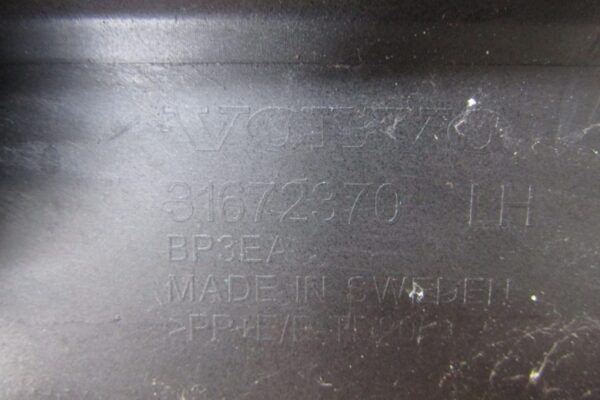 VOLVO
31672370 LH
BP3EA
MADE IN SWEDEN